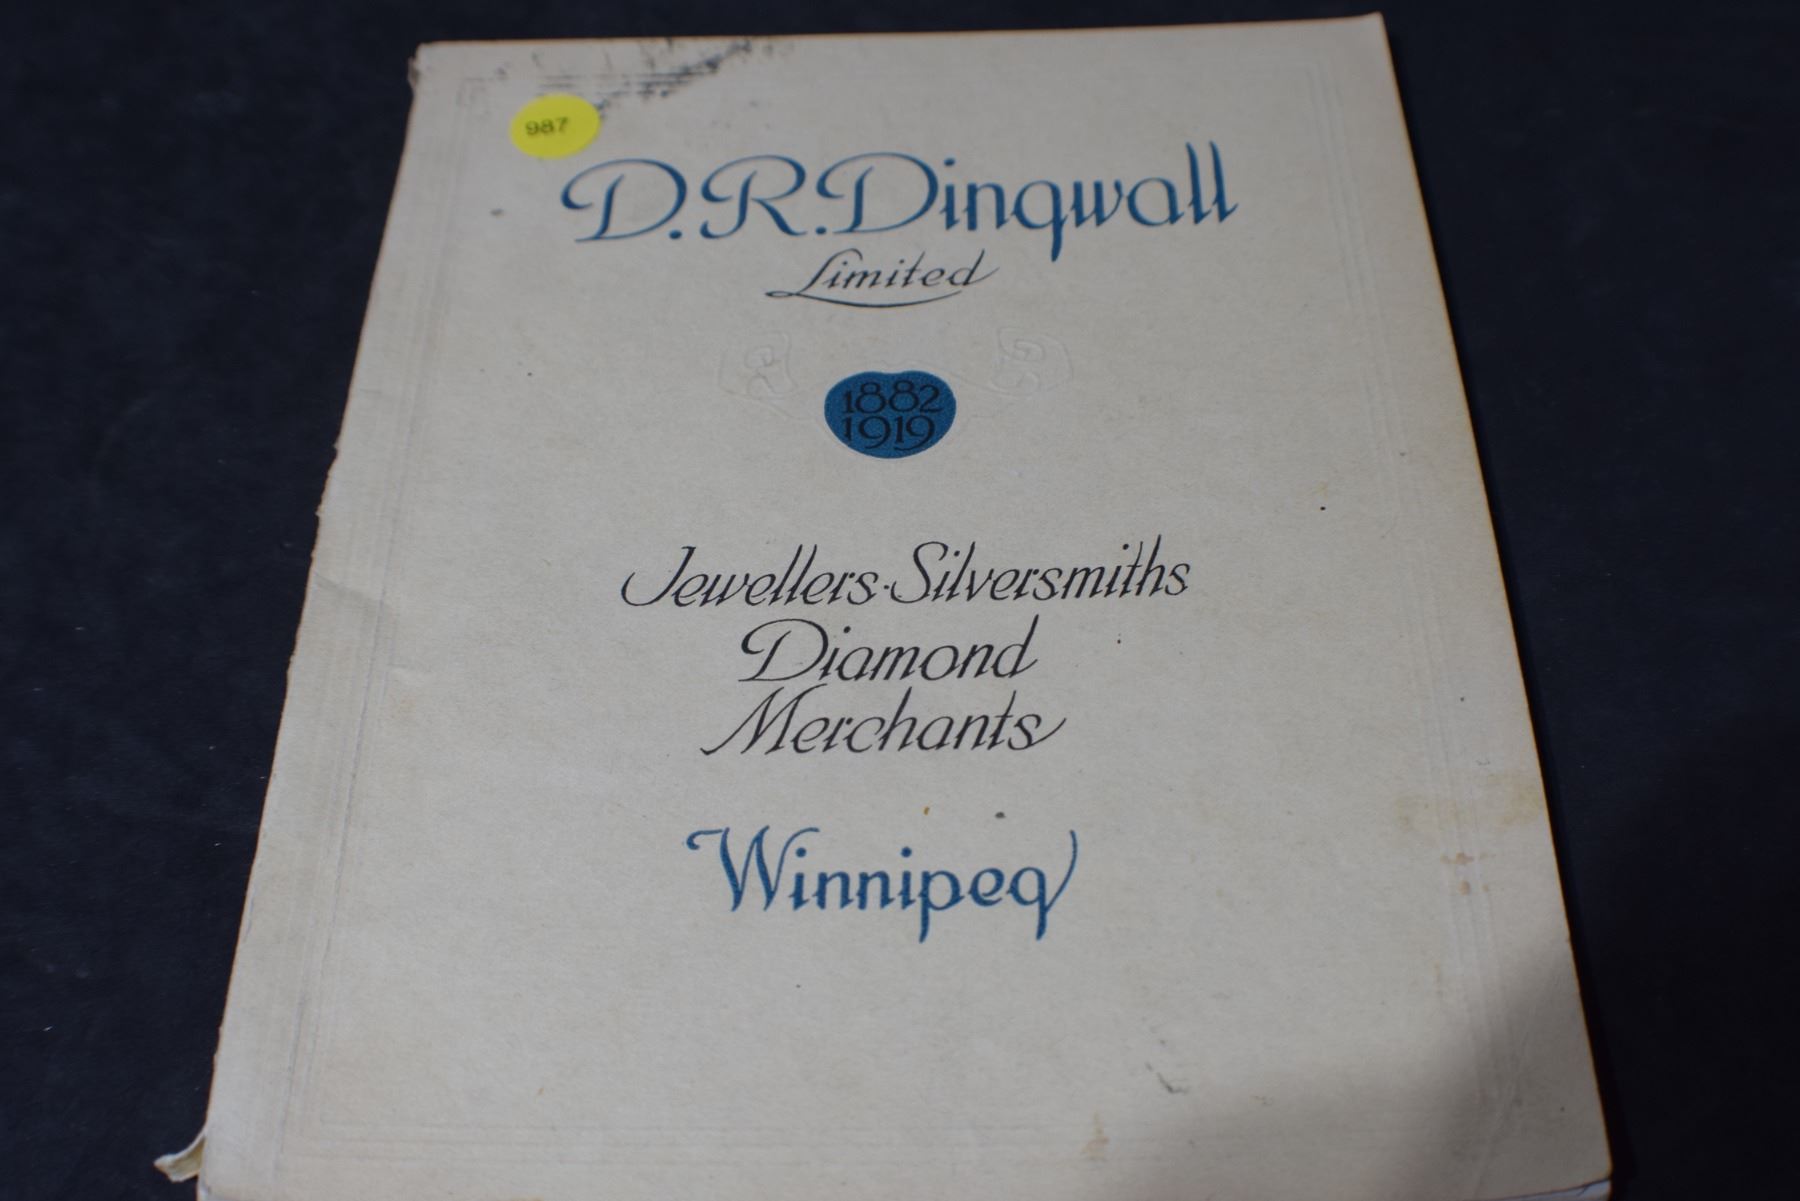 987
D.R.Dingwall
Limited
1882
1919
Jewellers·Silversmiths
Diamond
Merchants
Winnipeg